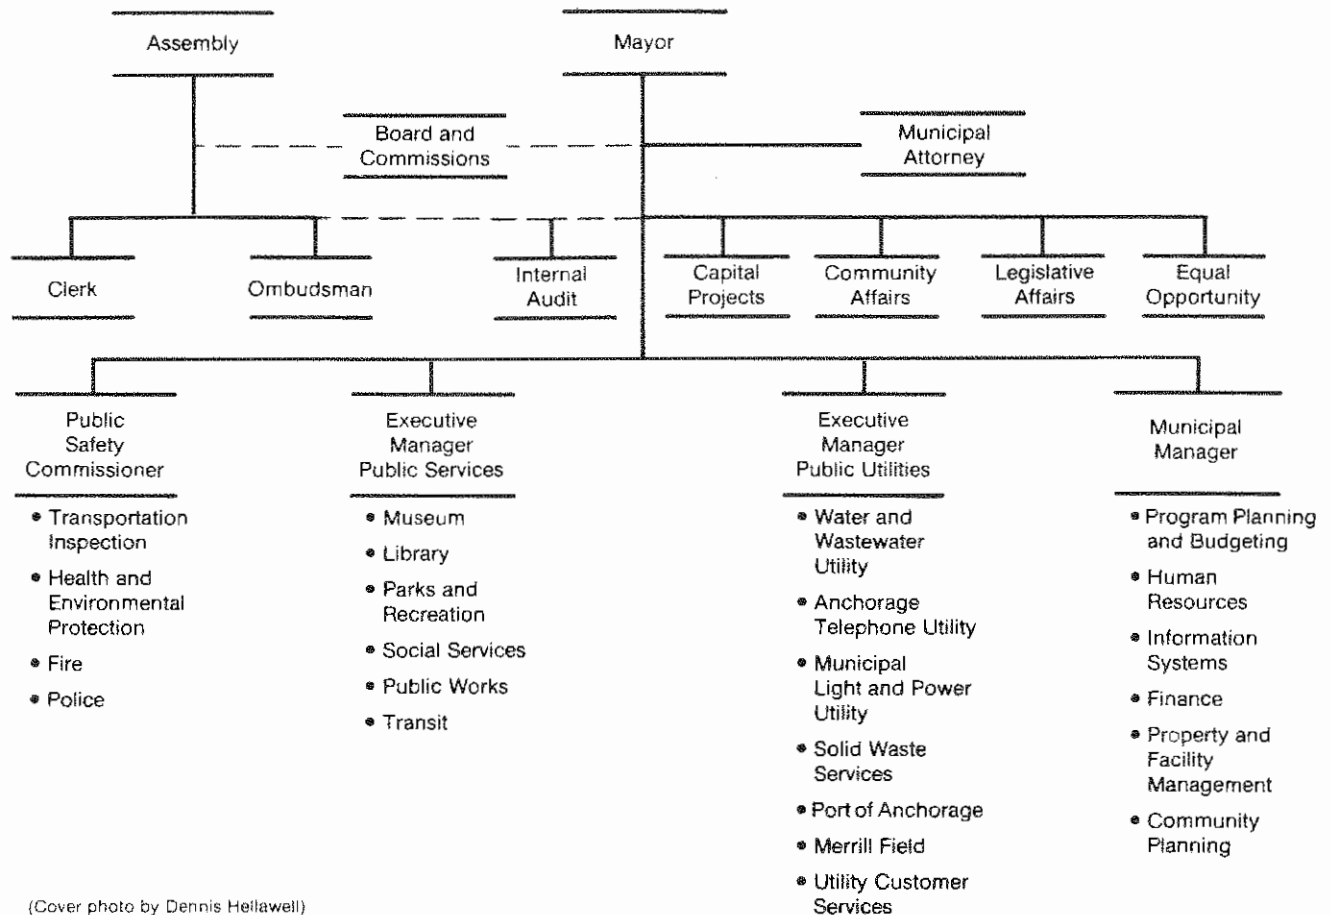 Assembly
Mayor
Board and
Commissions
Municipal
Attorney
Clerk
Ombudsman
Internal
Audit
Capital
Projects
Community
Affairs
Legislative
Affairs
Equal
Opportunity
Public
Safety
Commissioner
• Transportation
Inspection
• Health and
Environmental
Protection
• Fire
• Police
Executive
Manager
Public Services
• Museum
• Library
• Parks and
Recreation
• Social Services
• Public Works
• Transit
Executive
Manager
Public Utilities
• Water and
Wastewater
Utility
• Anchorage
Telephone Utility
• Municipal
Light and Power
Utility
• Solid Waste
Services
• Port of Anchorage
• Merrill Field
• Utility Customer
Services
Municipal
Manager
• Program Planning
and Budgeting
• Human
Resources
• Information
Systems
• Finance
• Property and
Facility
Management
• Community
Planning
(Cover photo by Dennis Hellawell)